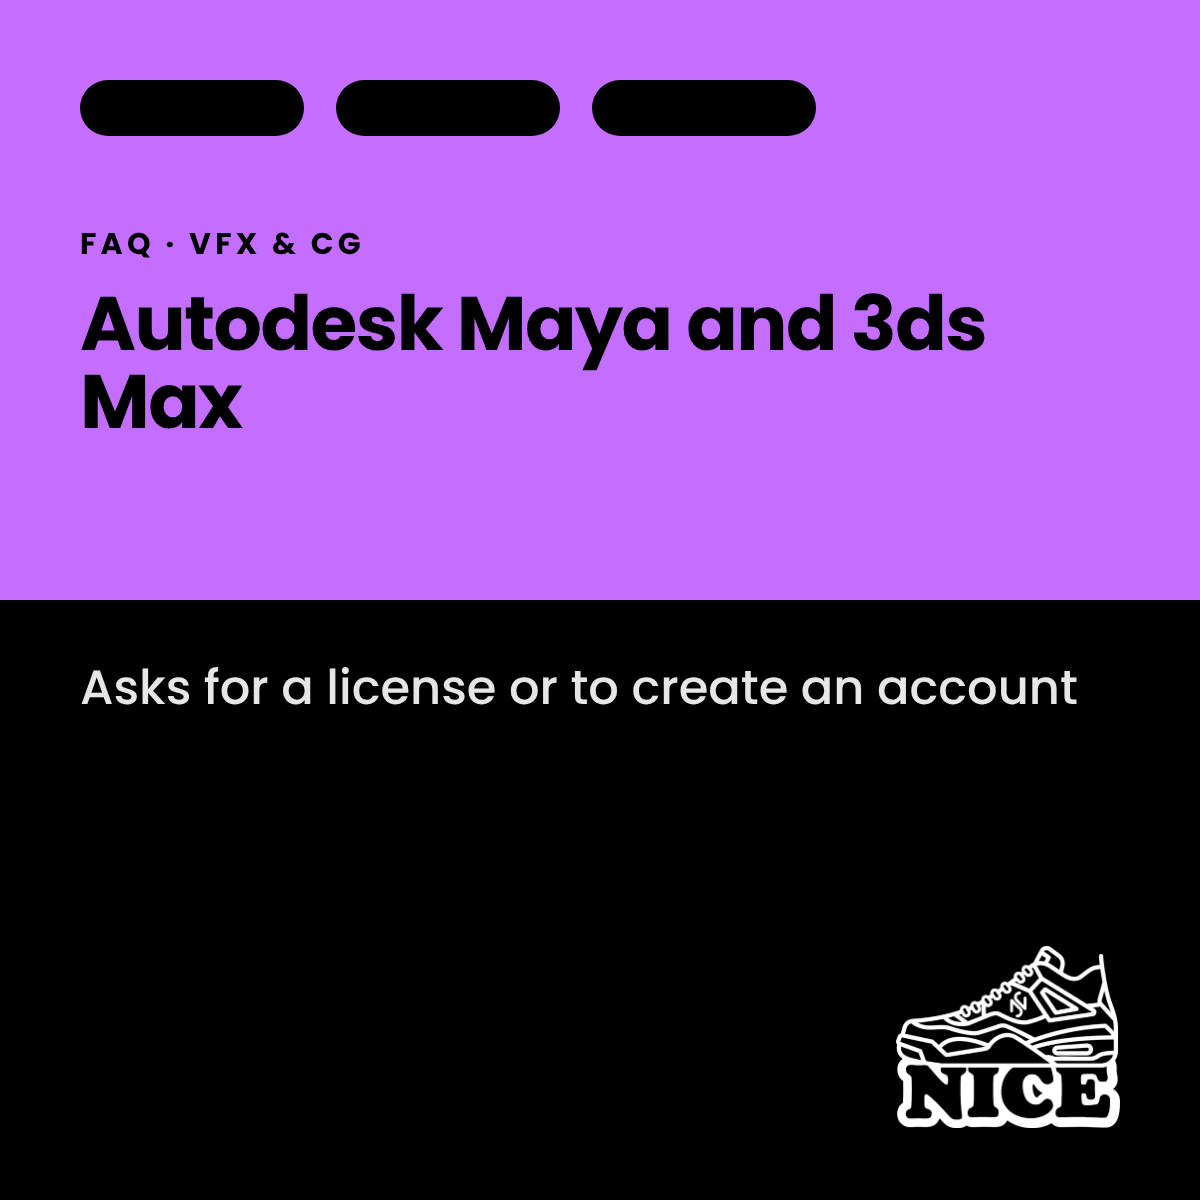 FAQ · VFX & CG
Autodesk Maya and 3ds
Max
Asks for a license or to create an account
NICE